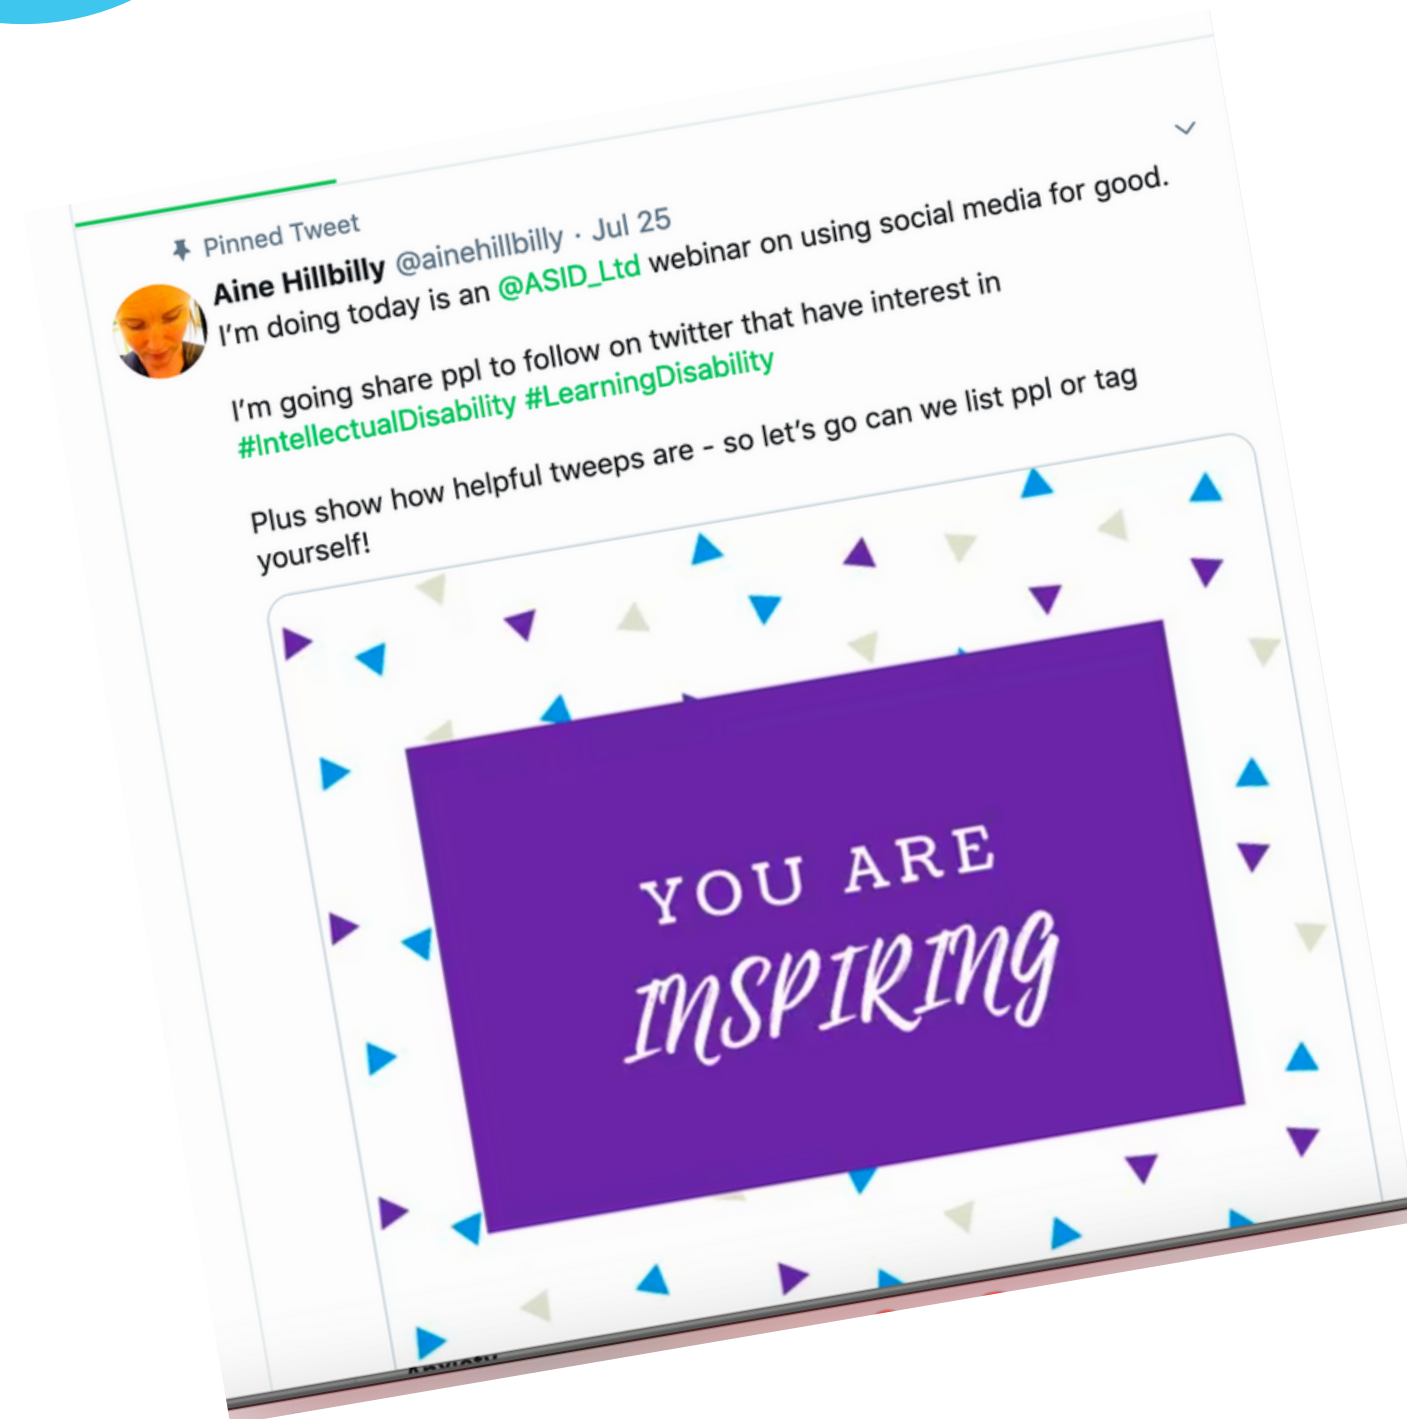 Pinned Tweet
Aine Hillbilly @ainehillbilly · Jul 25
I'm doing today is an @ASID_Ltd webinar on using social media for good.
I'm going share ppl to follow on twitter that have interest in
#IntellectualDisability #LearningDisability
Plus show how helpful tweeps are - so let's go can we list ppl or tag
yourself!
YOU ARE
INSPIRING